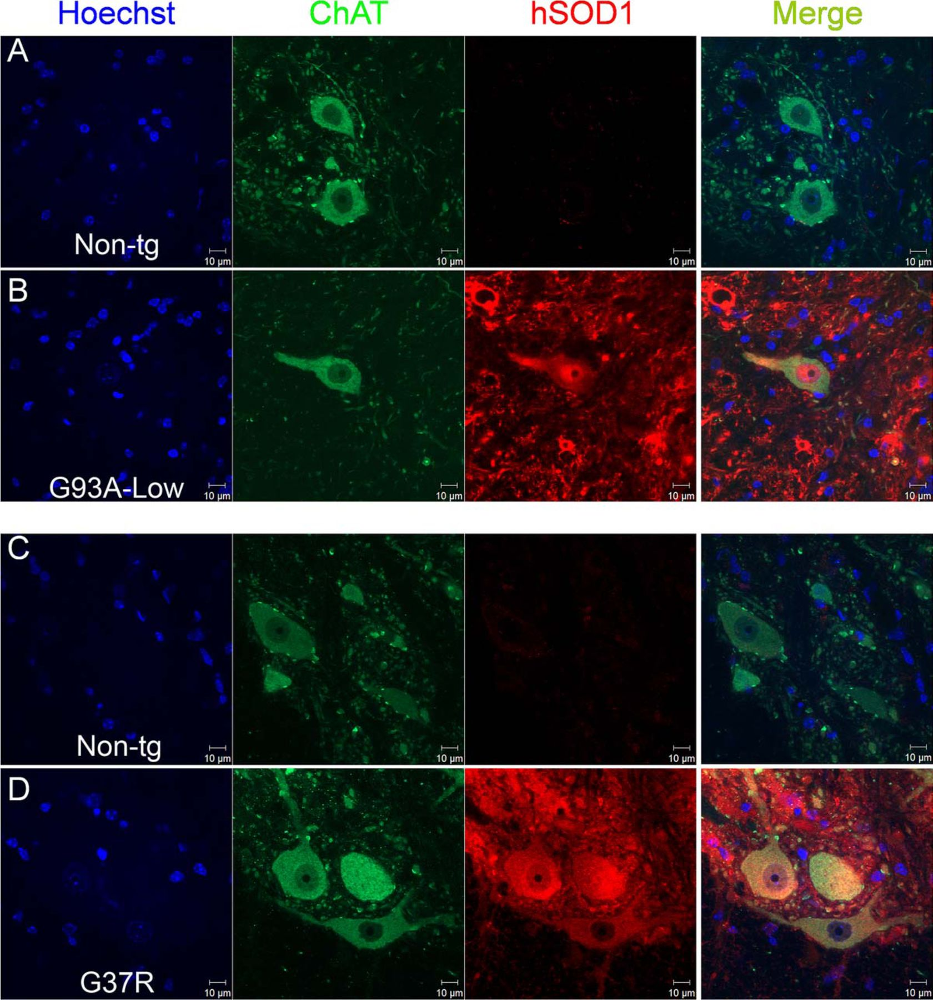 Hoechst ChAT hSOD1 Merge
A
Non-tg
10 µm 10 µm 10 µm 10 µm
B
G93A-Low
10 µm 10 µm 10 µm 10 µm
C
Non-tg
10 µm 10 µm 10 µm 10 µm
D
G37R
10 µm 10 µm 10 µm 10 µm